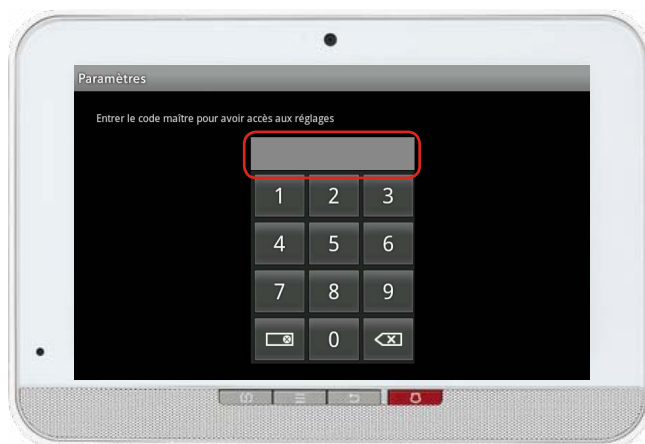 Paramètres
Entrer le code maître pour avoir accès aux réglages
1 2 3
4 5 6
7 8 9
0